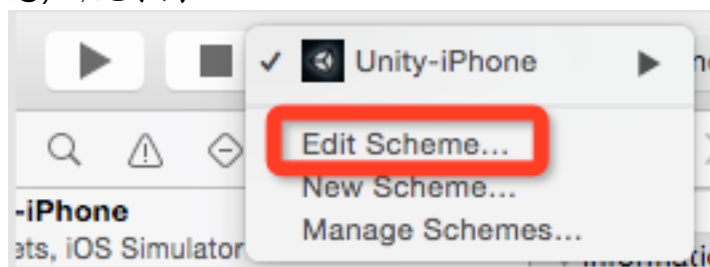 Unity-iPhone
Edit Scheme...
New Scheme...
-iPhone
Manage Schemes...
ets, iOS Simulator